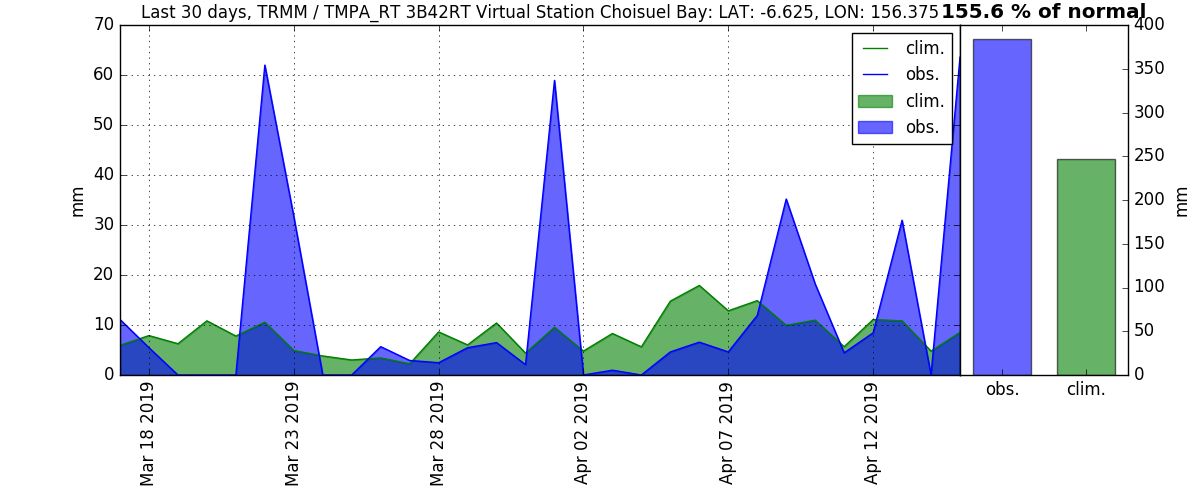 Last 30 days, TRMM / TMPA_RT 3B42RT Virtual Station Choisuel Bay: LAT: -6.625, LON: 156.375 155.6 % of normal
70
60
50
40
30
20
10
0
mm
clim.
obs.
clim.
obs.
Mar 18 2019
Mar 23 2019
Mar 28 2019
Apr 02 2019
Apr 07 2019
Apr 12 2019
400
350
300
250
200
150
100
50
0
mm
obs.
clim.